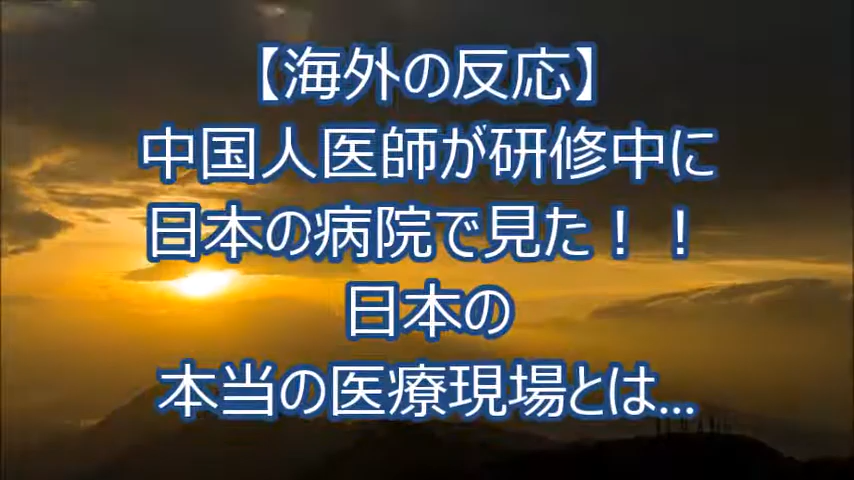 【海外の反応】
中国人医師が研修中に
日本の病院で見た！！
日本の
本当の医療現場とは...